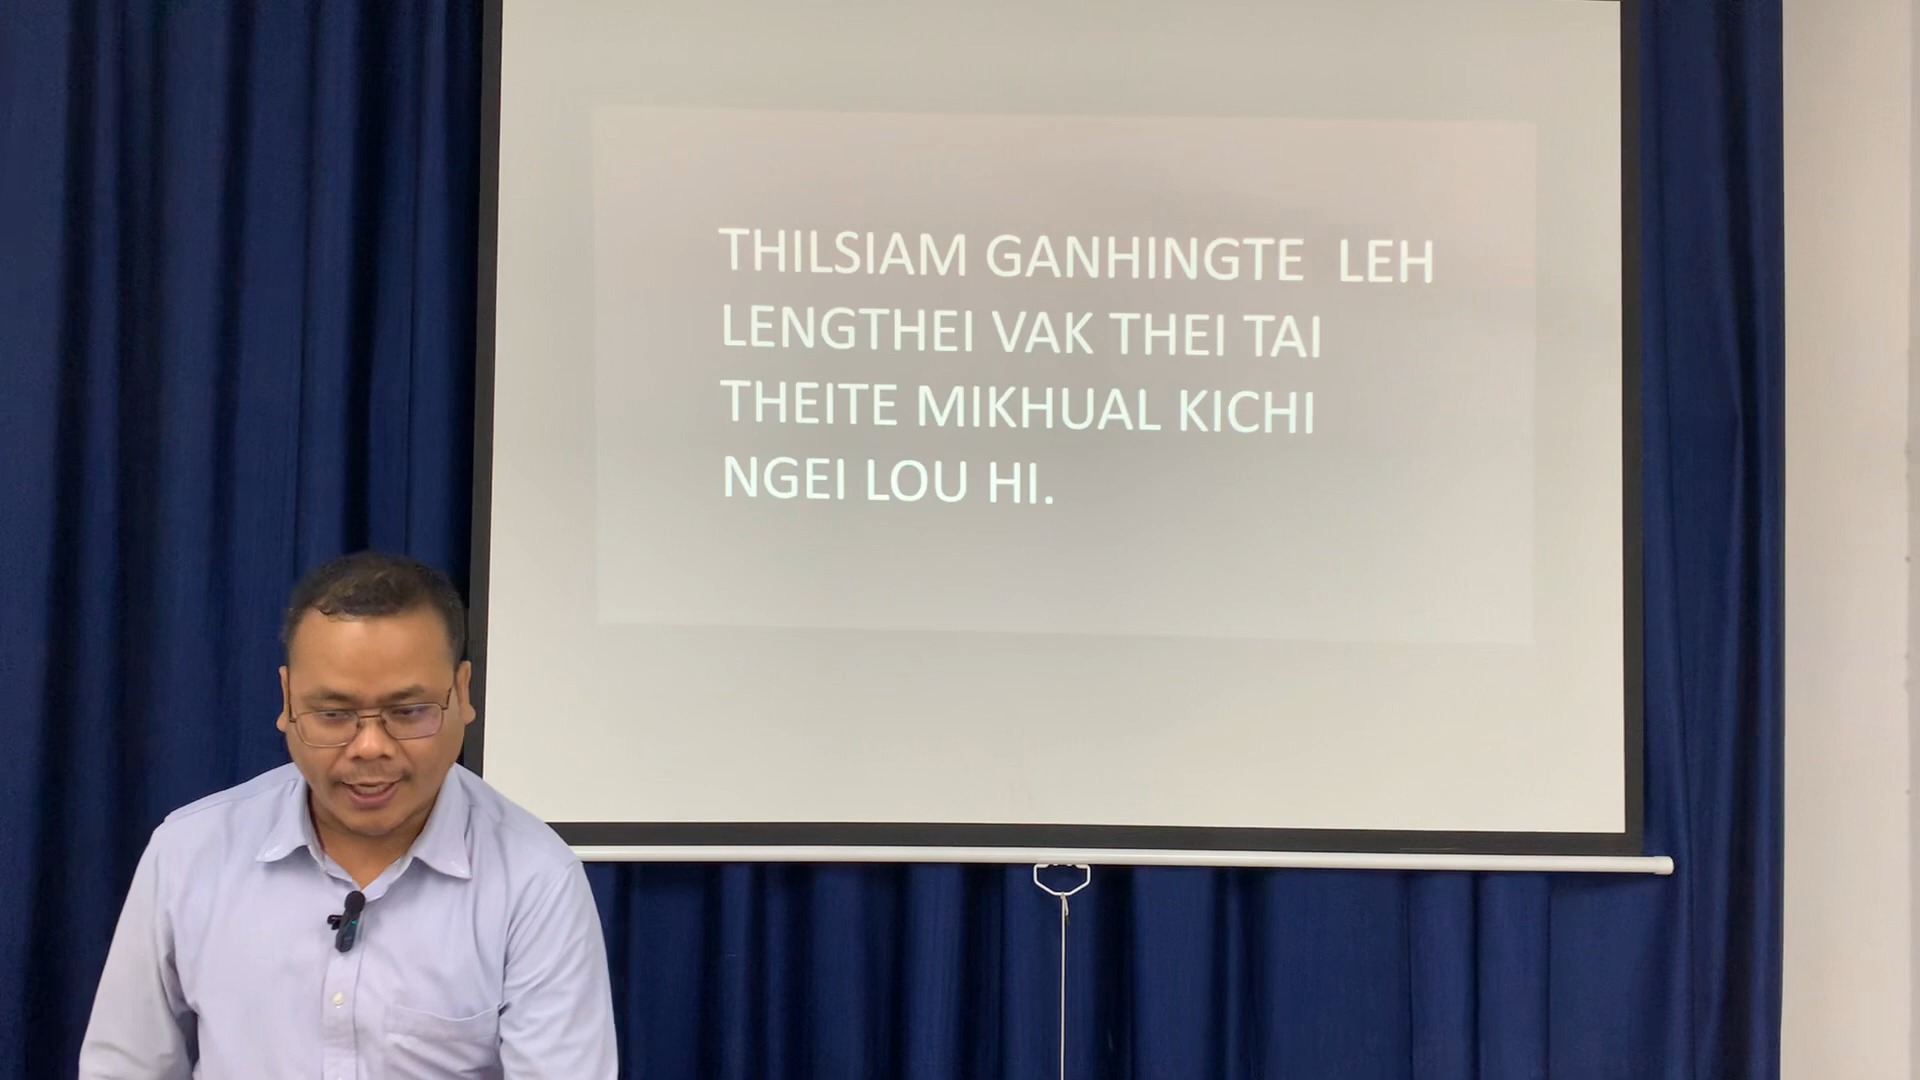 THILSIAM GANHINGTE LEH
LENGTHEI VAK THEI TAI
THEITE MIKHUAL KICHI
NGEI LOU HI.